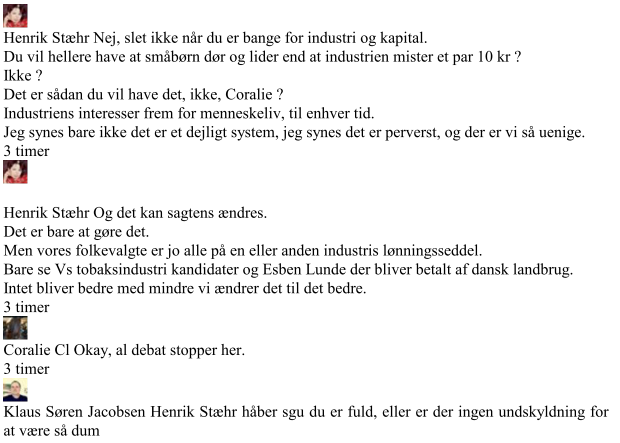 Henrik Stæhr Nej, slet ikke når du er bange for industri og kapital.
Du vil hellere have at småbørn dør og lider end at industrien mister et par 10 kr ?
Ikke ?
Det er sådan du vil have det, ikke, Coralie ?
Industriens interesser frem for menneskeliv, til enhver tid.
Jeg synes bare ikke det er et dejligt system, jeg synes det er perverst, og der er vi så uenige.
3 timer
Henrik Stæhr Og det kan sagtens ændres.
Det er bare at gøre det.
Men vores folkevalgte er jo alle på en eller anden industris lønningsseddel.
Bare se Vs tobaksindustri kandidater og Esben Lunde der bliver betalt af dansk landbrug.
Intet bliver bedre med mindre vi ændrer det til det bedre.
3 timer
Coralie Cl Okay, al debat stopper her.
3 timer
Klaus Søren Jacobsen Henrik Stæhr håber sgu du er fuld, eller er der ingen undskyldning for
at være så dum